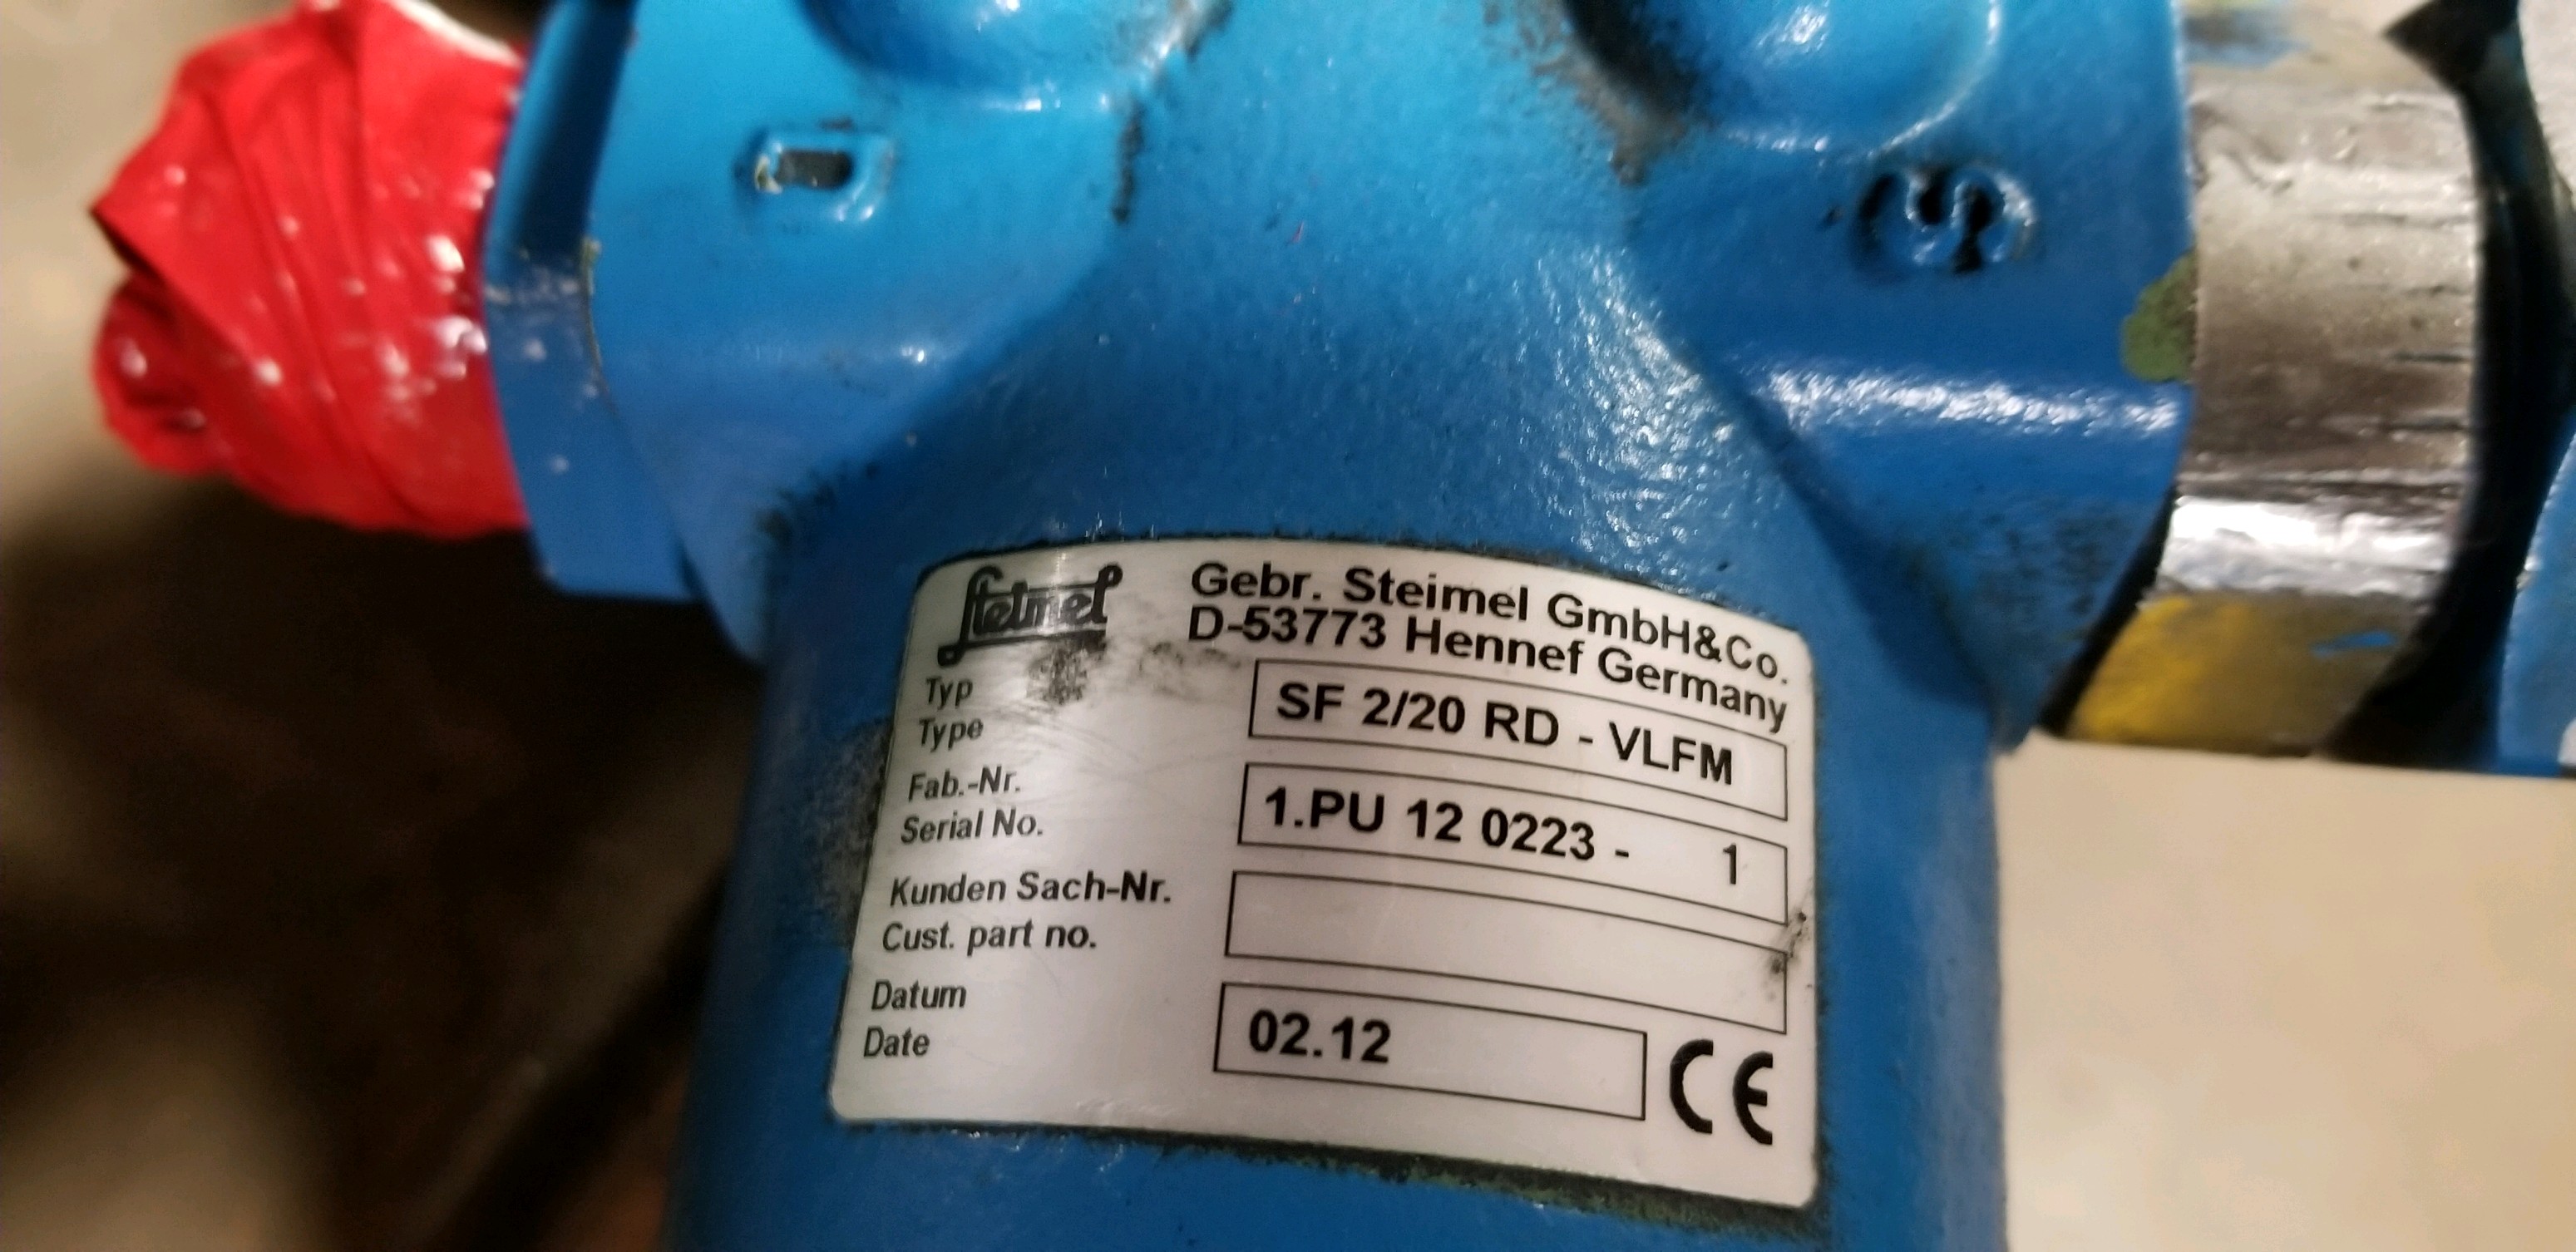 Steimel
Gebr. Steimel GmbH&Co.
D-53773 Hennef Germany
Typ
Type
SF 2/20 RD - VLFM
Fab.-Nr.
Serial No.
1.PU 12 0223 - 1
Kunden Sach-Nr.
Cust. part no.
Datum
Date
02.12
CE